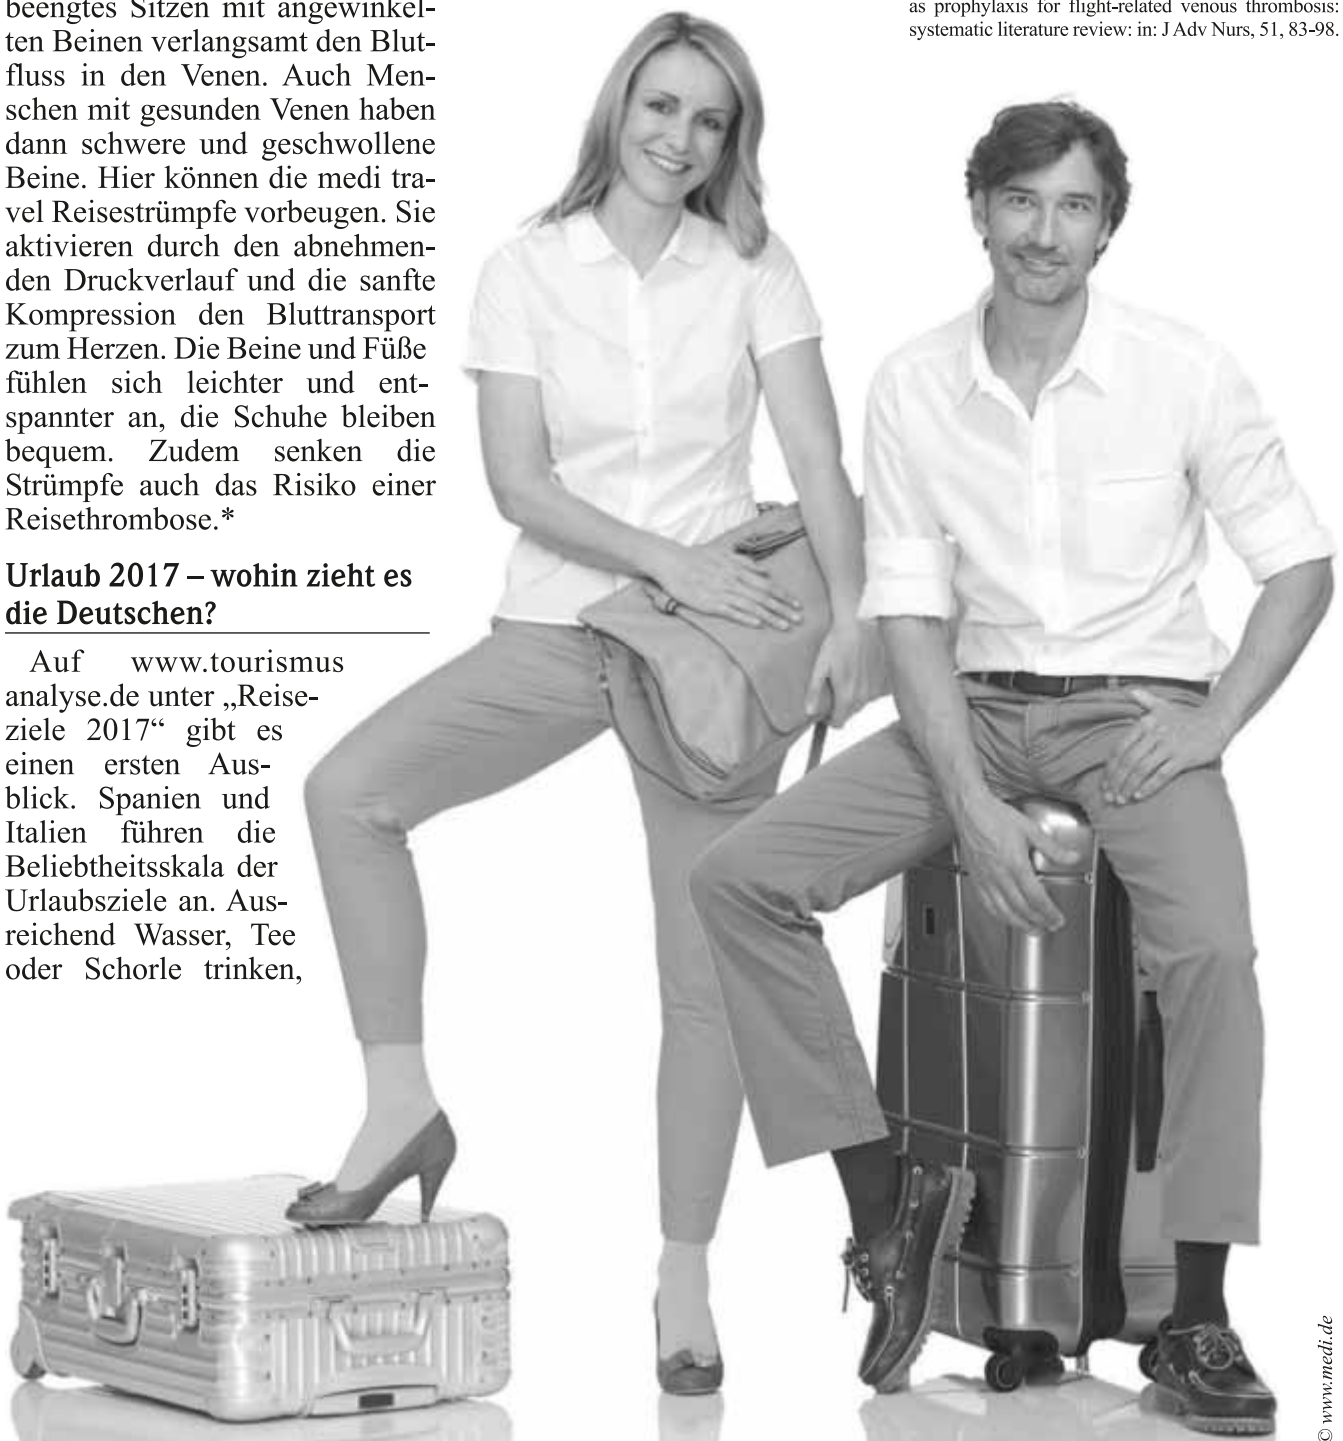 beengtes Sitzen mit angewinkel-
ten Beinen verlangsamt den Blut-
fluss in den Venen. Auch Men-
schen mit gesunden Venen haben
dann schwere und geschwollene
Beine. Hier können die medi tra-
vel Reisestrümpfe vorbeugen. Sie
aktivieren durch den abnehmen-
den Druckverlauf und die sanfte
Kompression den Bluttransport
zum Herzen. Die Beine und Füße
fühlen sich leichter und ent-
spannter an, die Schuhe bleiben
bequem. Zudem senken die
Strümpfe auch das Risiko einer
Reisethrombose.*
Urlaub 2017 – wohin zieht es
die Deutschen?
Auf www.tourismus
analyse.de unter „Reise-
ziele 2017“ gibt es
einen ersten Aus-
blick. Spanien und
Italien führen die
Beliebtheitsskala der
Urlaubsziele an. Aus-
reichend Wasser, Tee
oder Schorle trinken,
as prophylaxis for flight-related venous thrombosis:
systematic literature review: in: J Adv Nurs, 51, 83-98.
© www.medi.de